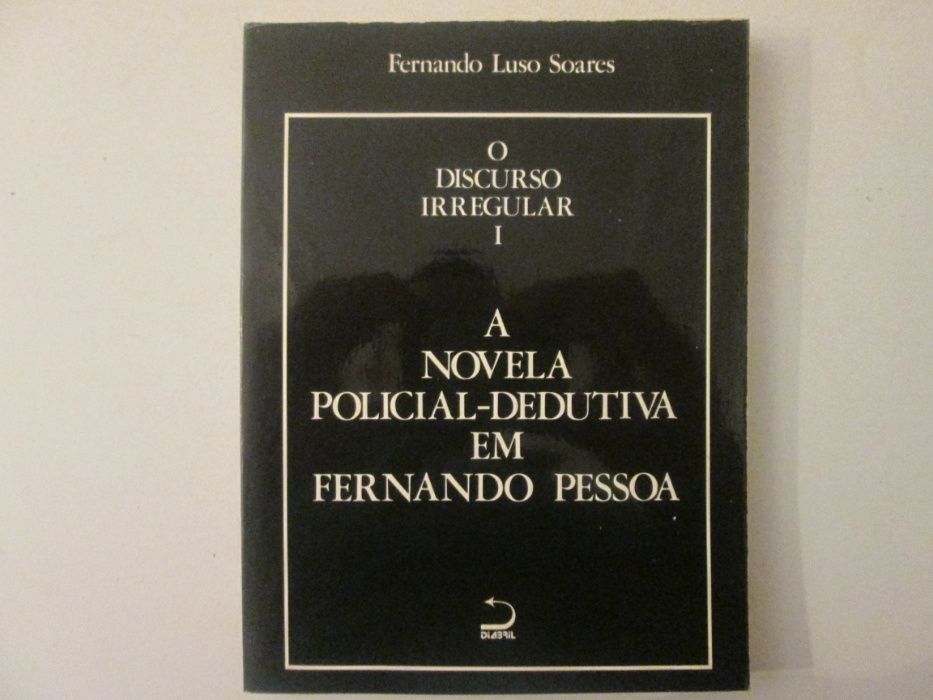 Fernando Luso Soares
O
DISCURSO
IRREGULAR
I
A
NOVELA
POLICIAL-DEDUTIVA
EM
FERNANDO PESSOA
DIABRIL